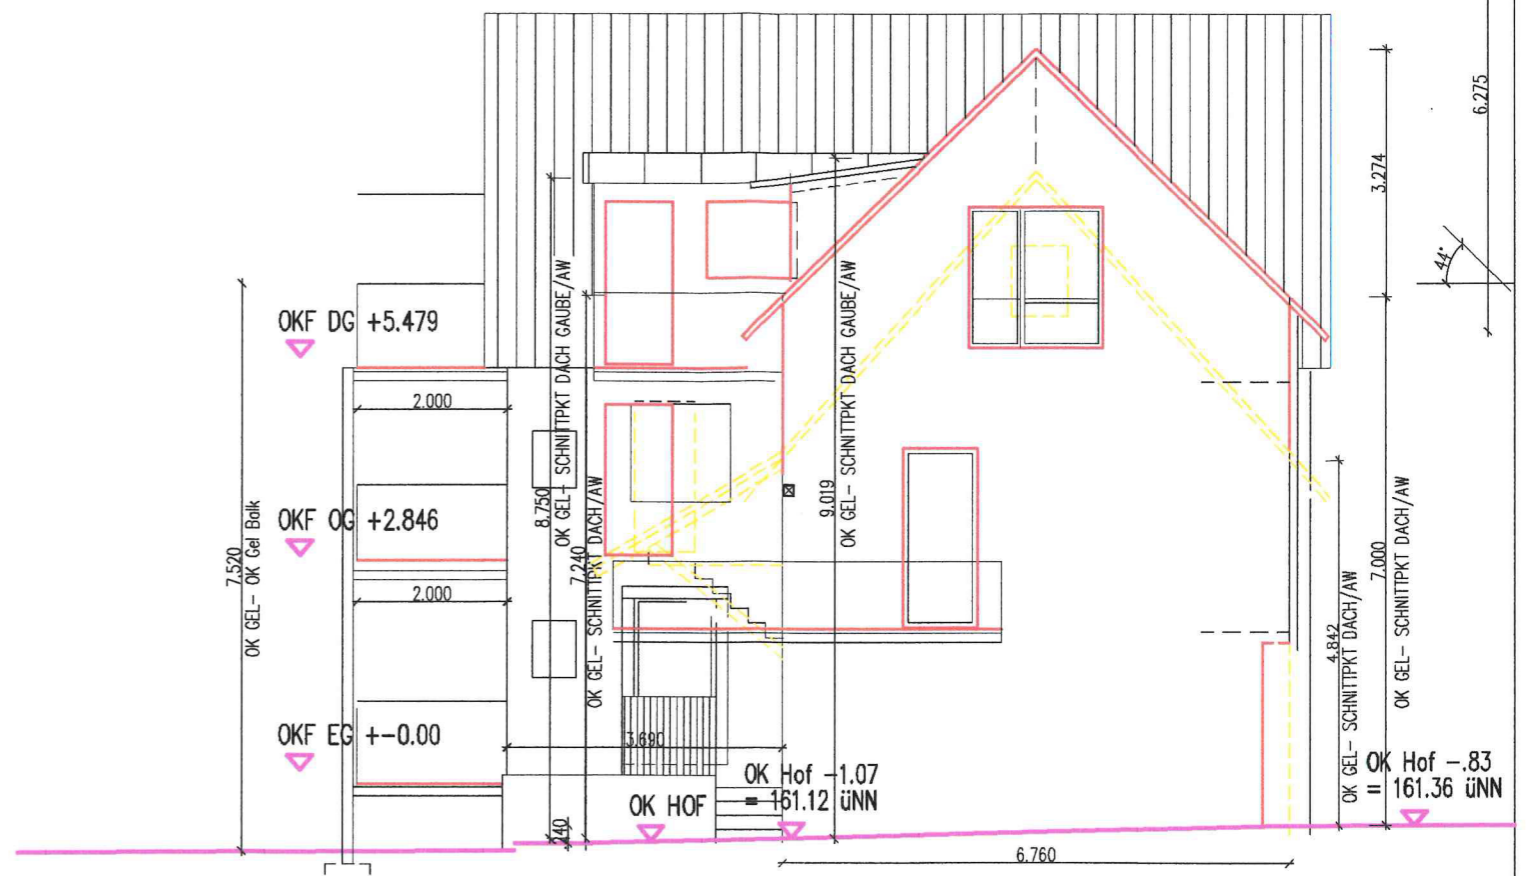 6.275
3.274
44°
OKF DG +5.479
2.000
OK GEL- SCHNITTPKT DACH GAUBE/AW
OK GEL- SCHNITTPKT DACH GAUBE/AW
8.750
9.019
OKF OG +2.846
7.520
OK GEL- OK Gel Balk
7.240
OK GEL- SCHNITTPKT DACH/AW
2.000
7.000
OK GEL- SCHNITTPKT DACH/AW
4.842
OK GEL- SCHNITTPKT DACH/AW
OKF EG +-0.00
3.690
OK Hof -1.07
= 161.12 üNN
OK HOF
OK Hof -.83
= 161.36 üNN
6.760